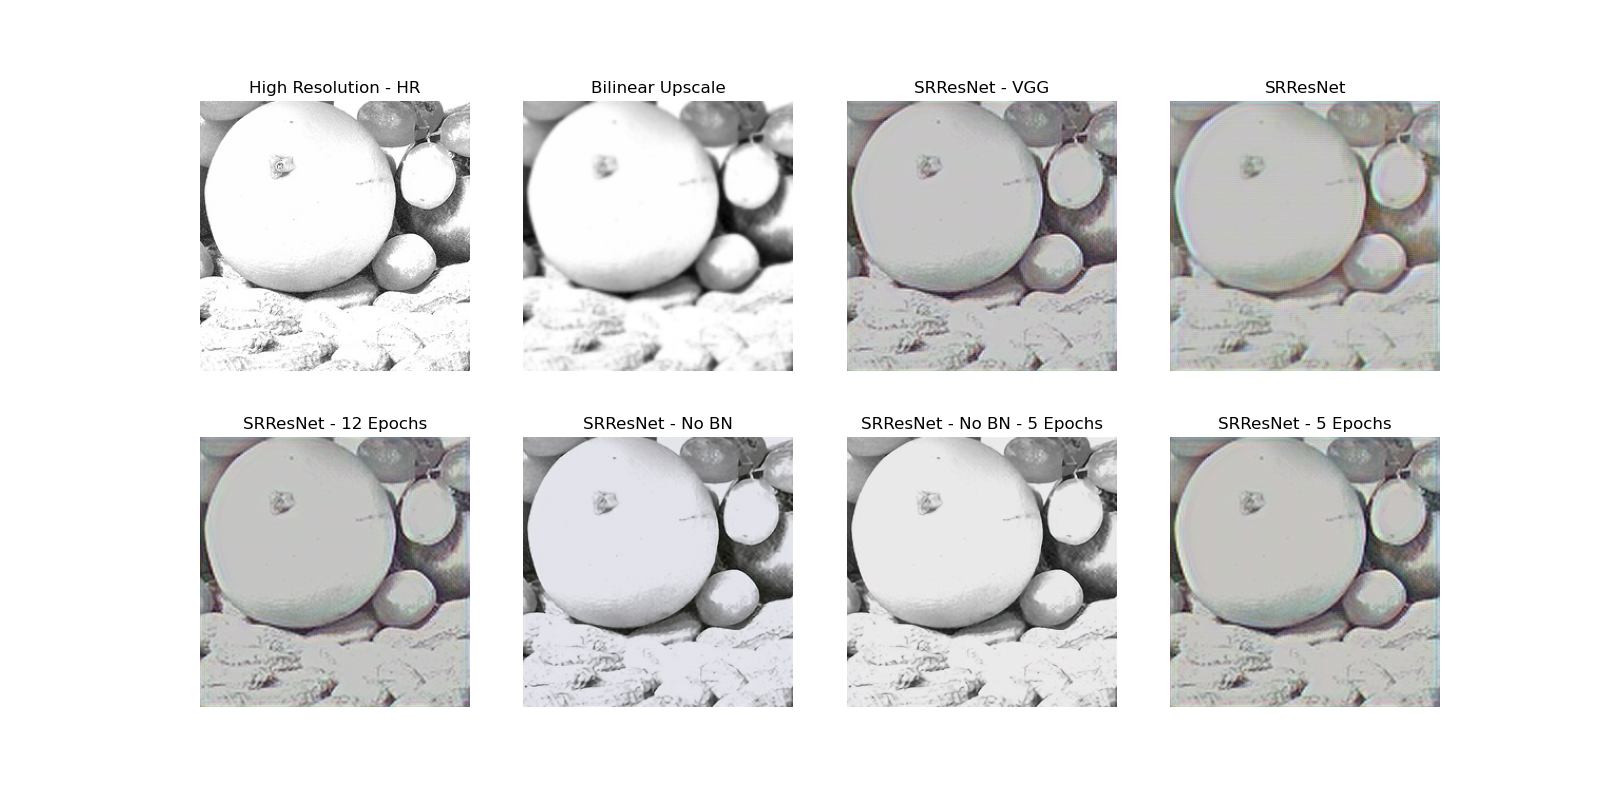 High Resolution - HR
Bilinear Upscale
SRResNet - VGG
SRResNet
SRResNet - 12 Epochs
SRResNet - No BN
SRResNet - No BN - 5 Epochs
SRResNet - 5 Epochs